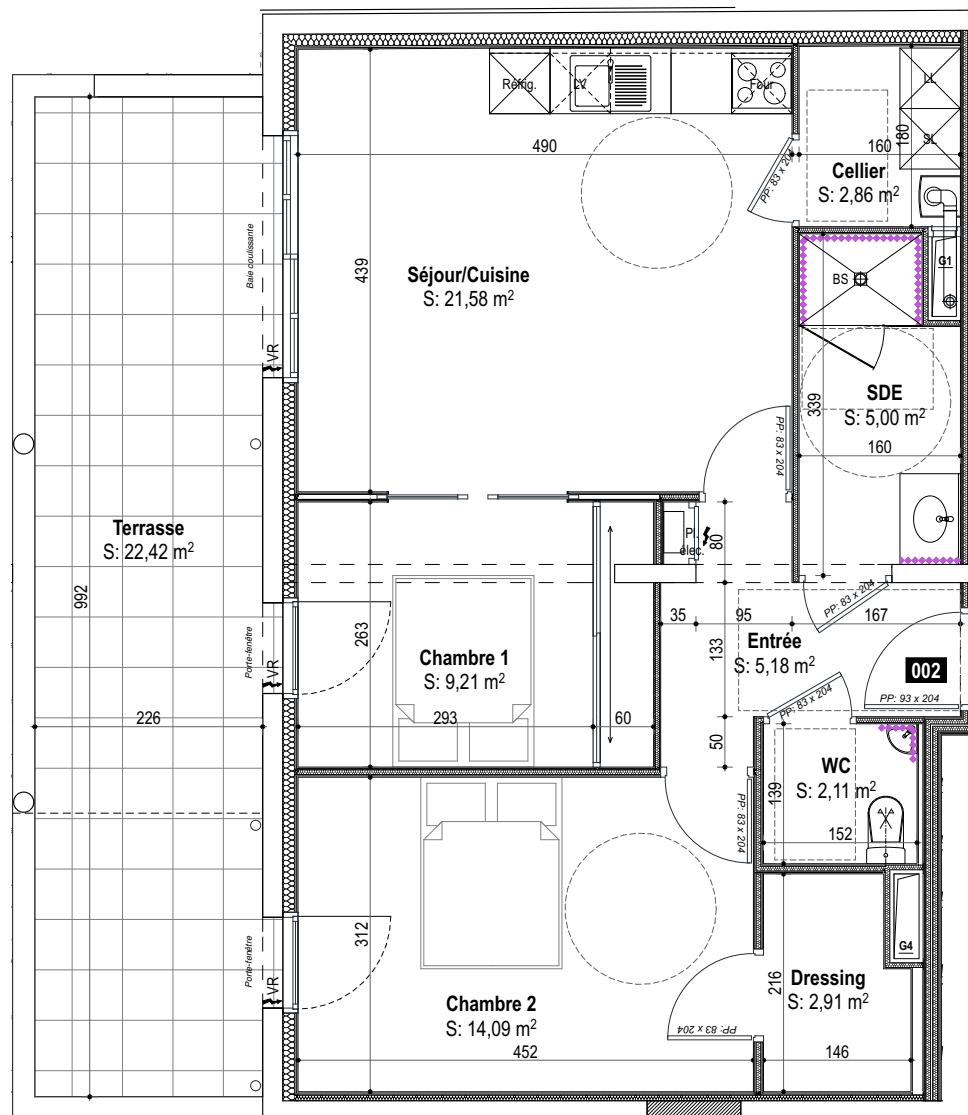 Réfrig.
LV
Four
LL
SL
180
490
160
PP: 83 x 204
Cellier
S: 2,86 m²
Baie coulissante
439
Séjour/Cuisine
S: 21,58 m²
G1
BS
VR
SDE
S: 5,00 m²
339
160
PP: 83 x 204
Terrasse
S: 22,42 m²
992
226
Pl.
élec.
80
PP: 83 x 204
35
95
167
Porte-fenêtre
VR
263
Chambre 1
S: 9,21 m²
293
60
133
Entrée
S: 5,18 m²
002
PP: 93 x 204
PP: 83 x 204
50
WC
S: 2,11 m²
139
152
PP: 83 x 204
Porte-fenêtre
VR
312
Chambre 2
S: 14,09 m²
452
G4
216
Dressing
S: 2,91 m²
PP: 83 x 204
146